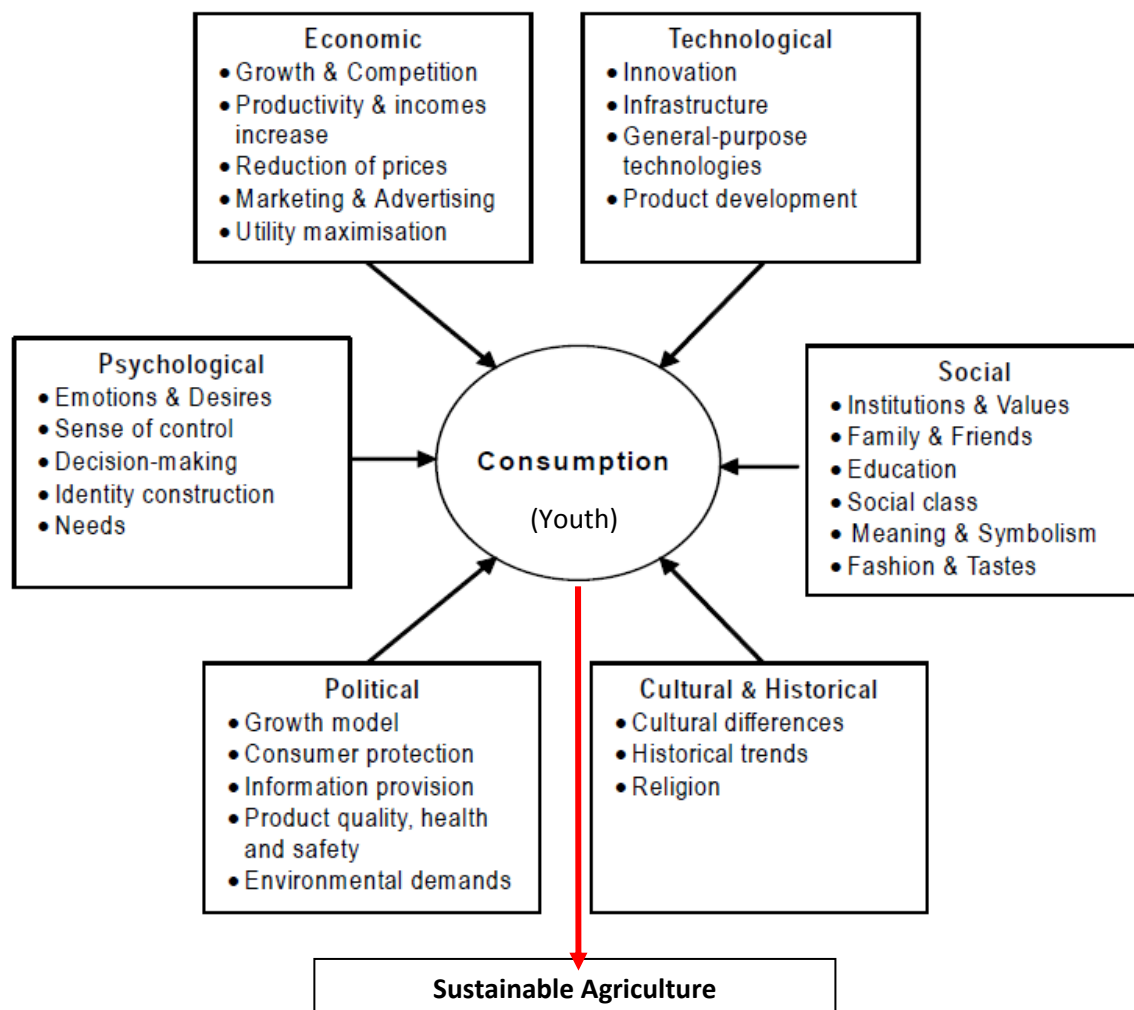 Economic
• Growth & Competition
• Productivity & incomes
increase
• Reduction of prices
• Marketing & Advertising
• Utility maximisation
Technological
• Innovation
• Infrastructure
• General-purpose
technologies
• Product development
Psychological
• Emotions & Desires
• Sense of control
• Decision-making
• Identity construction
• Needs
Consumption
(Youth)
Social
• Institutions & Values
• Family & Friends
• Education
• Social class
• Meaning & Symbolism
• Fashion & Tastes
Political
• Growth model
• Consumer protection
• Information provision
• Product quality, health
and safety
• Environmental demands
Cultural & Historical
• Cultural differences
• Historical trends
• Religion
Sustainable Agriculture